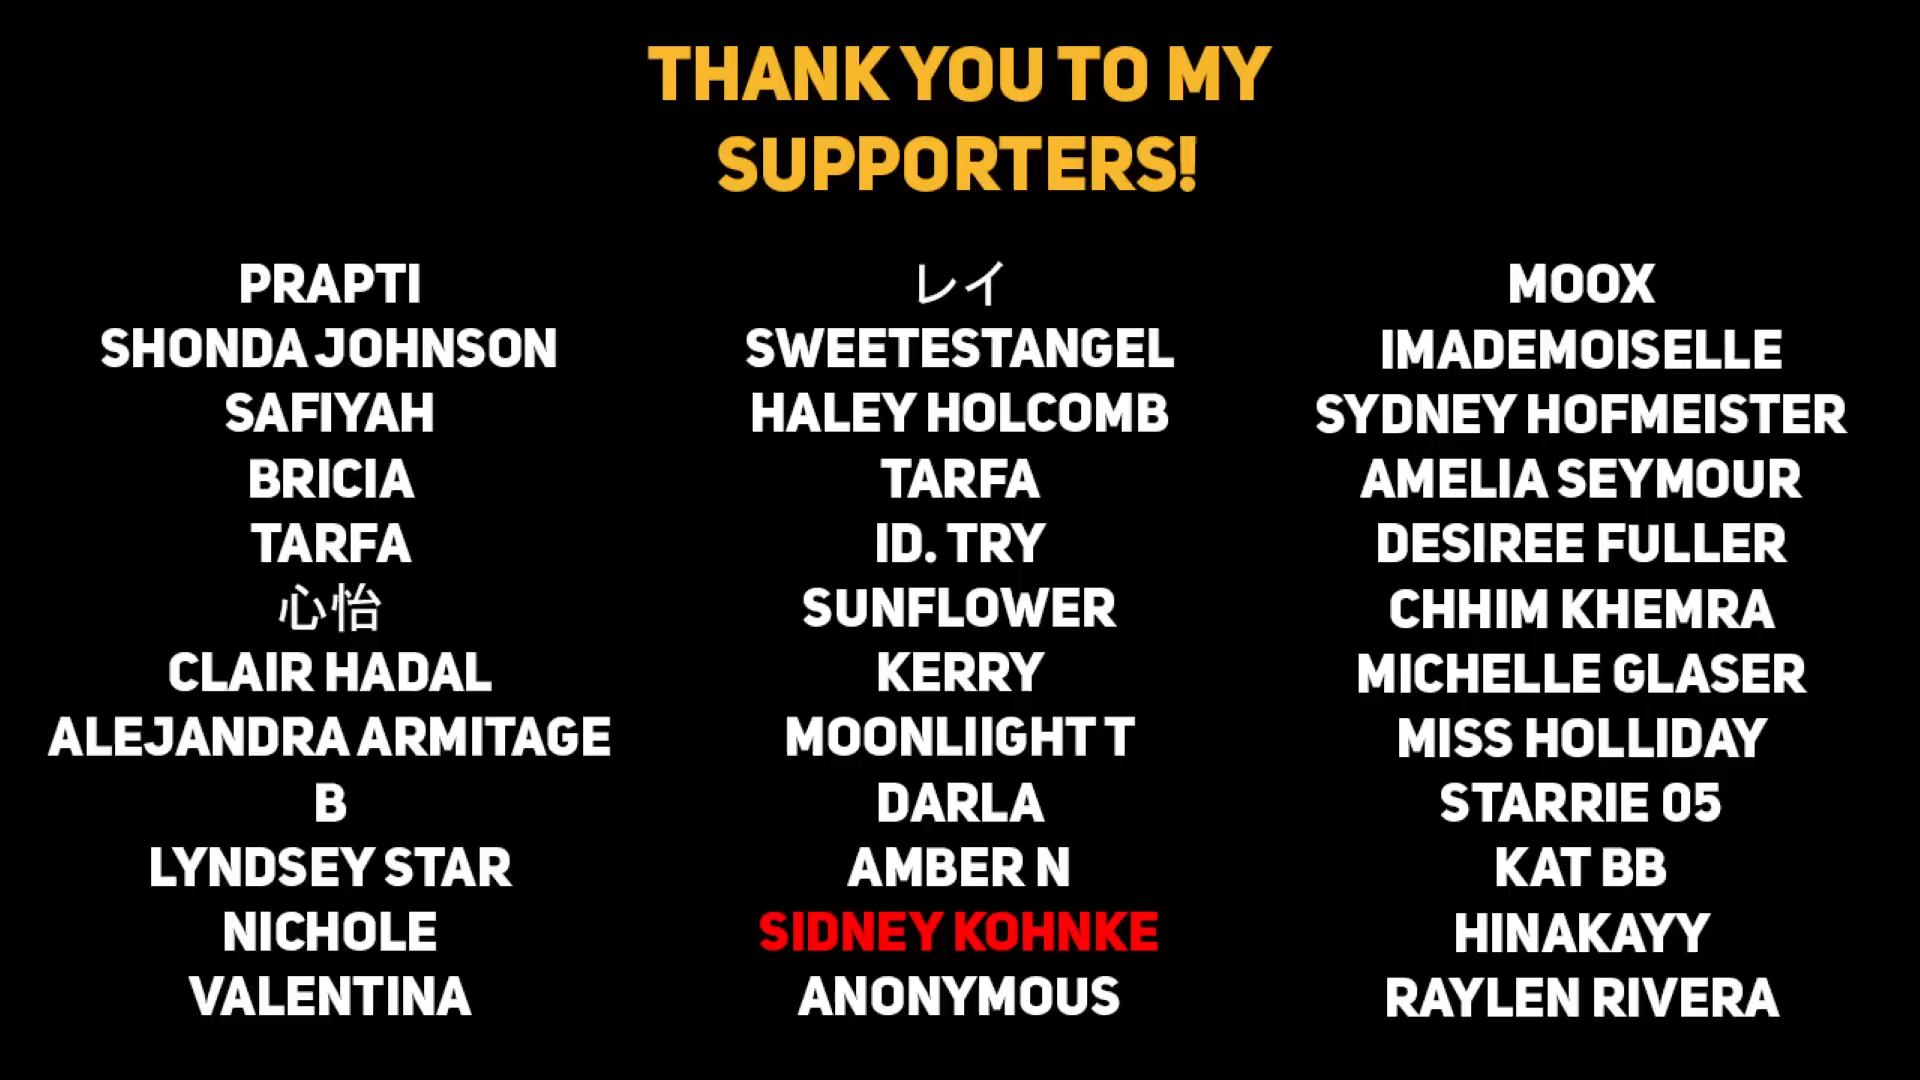 THANK YOU TO MY
SUPPORTERS!
PRAPTI
SHONDA JOHNSON
SAFIYAH
BRICIA
TARFA
心怡
CLAIR HADAL
ALEJANDRA ARMITAGE
B
LYNDSEY STAR
NICHOLE
VALENTINA
レイ
SWEETESTANGEL
HALEY HOLCOMB
TARFA
ID. TRY
SUNFLOWER
KERRY
MOONLIIGHT T
DARLA
AMBER N
SIDNEY KOHNKE
ANONYMOUS
MOOX
IMADEMOISELLE
SYDNEY HOFMEISTER
AMELIA SEYMOUR
DESIREE FULLER
CHHIM KHEMRA
MICHELLE GLASER
MISS HOLLIDAY
STARRIE 05
KAT BB
HINAKAYY
RAYLEN RIVERA